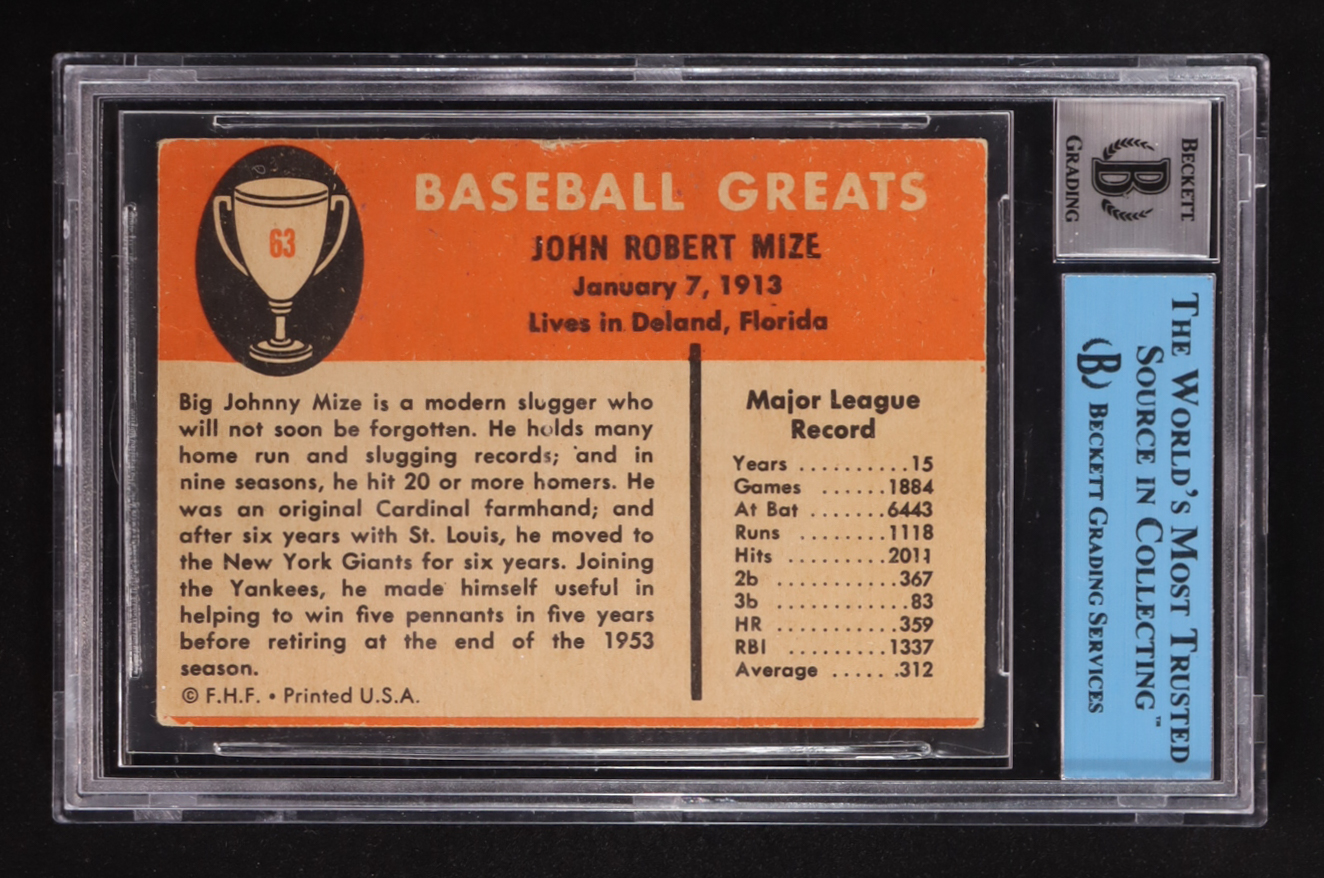 63
BASEBALL GREATS
JOHN ROBERT MIZE
January 7, 1913
Lives in Deland, Florida
Big Johnny Mize is a modern slugger who
will not soon be forgotten. He holds many
home run and slugging records; and in
nine seasons, he hit 20 or more homers. He
was an original Cardinal farmhand; and
after six years with St. Louis, he moved to
the New York Giants for six years. Joining
the Yankees, he made himself useful in
helping to win five pennants in five years
before retiring at the end of the 1953
season.
© F.H.F. • Printed U.S.A.
Major League
Record
Years ..........15
Games ......1884
At Bat .......6443
Runs ........1118
Hits ..........2011
2b ...........367
3b ............83
HR ...........359
RBI .........1337
Average ..... .312
BECKETT
B
GRADING
THE WORLD'S MOST TRUSTED
SOURCE IN COLLECTING™
(B) BECKETT GRADING SERVICES